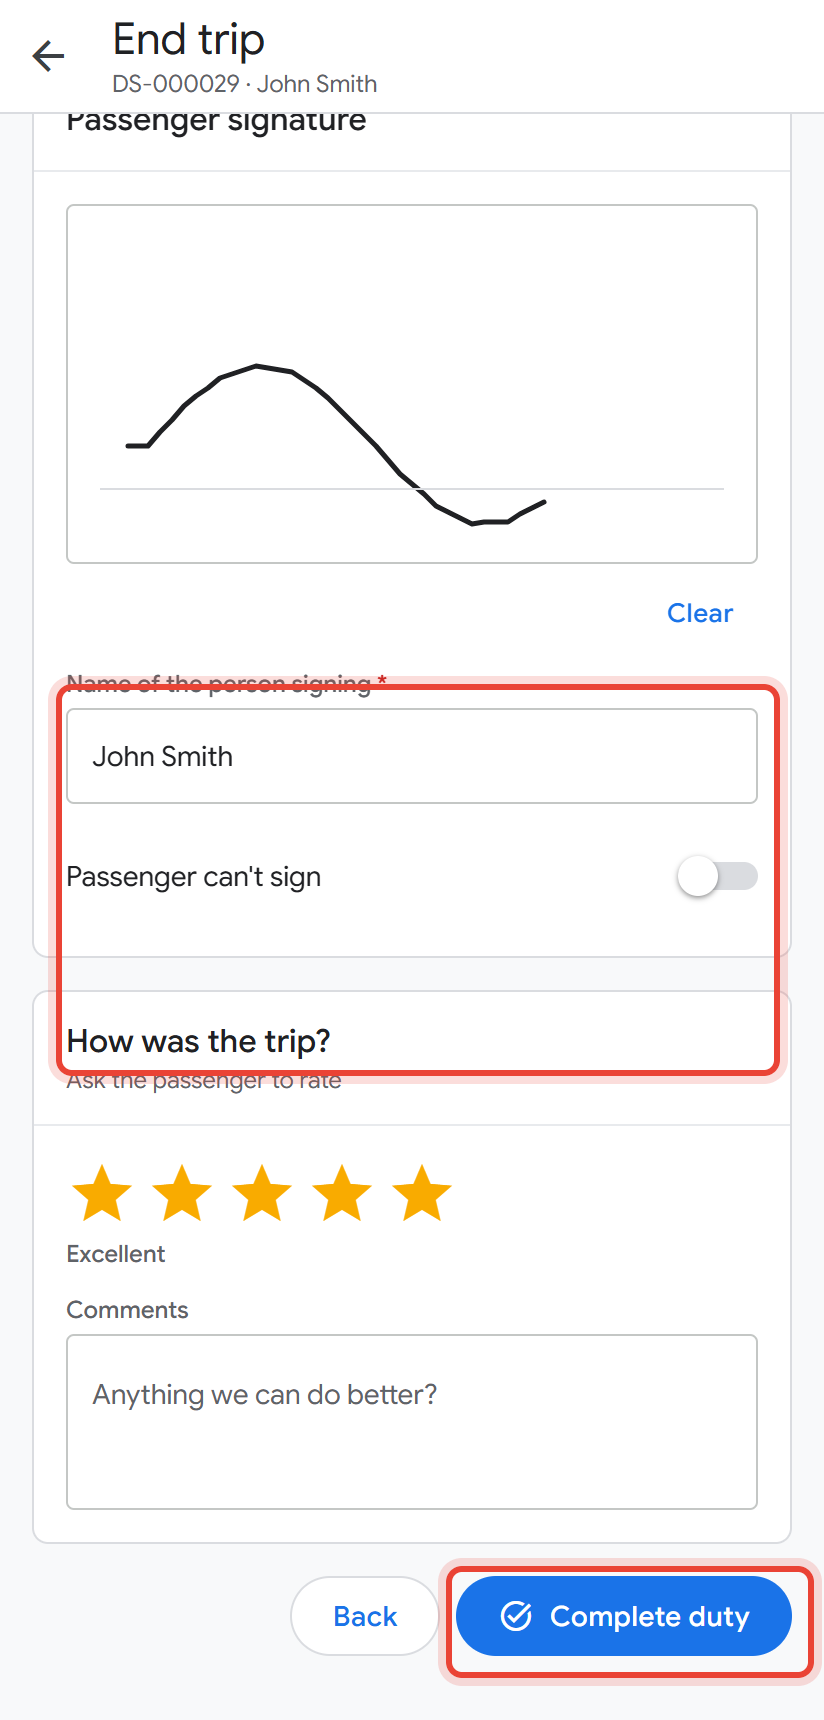 End trip
DS-000029 · John Smith
Passenger signature
Clear
Name of the person signing *
John Smith
Passenger can't sign
How was the trip?
Ask the passenger to rate
Excellent
Comments
Anything we can do better?
Back
Complete duty